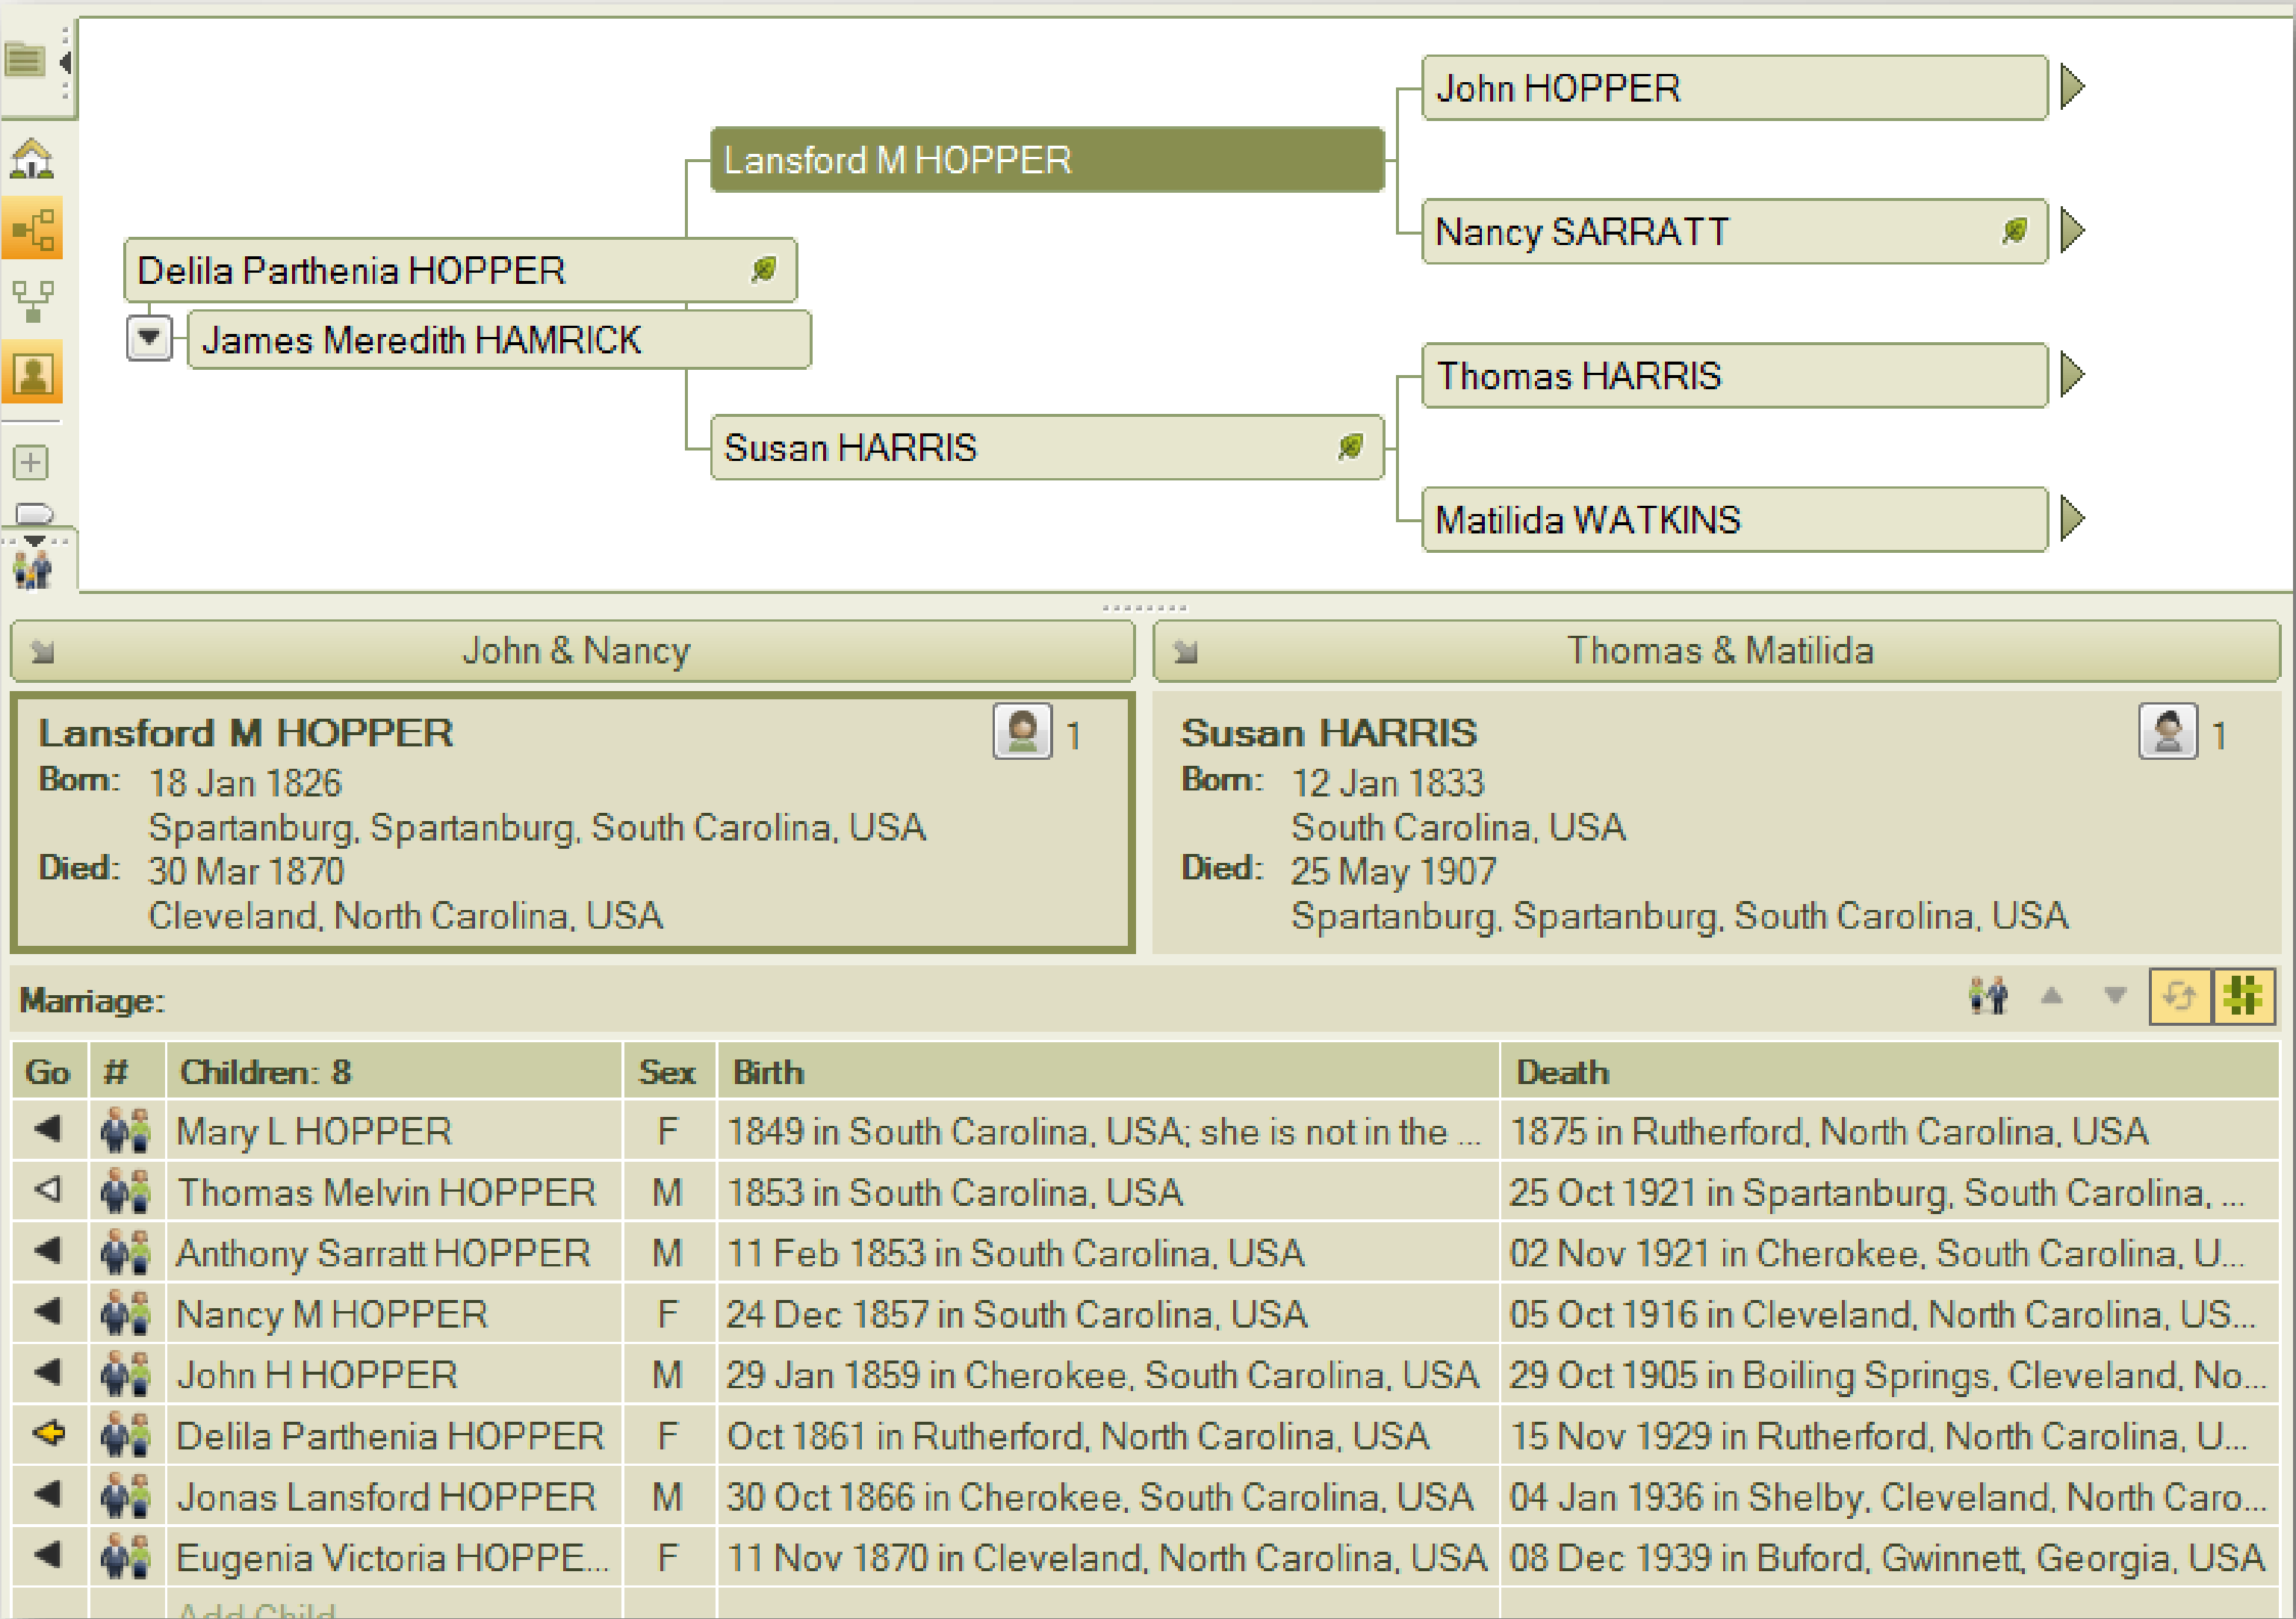 John HOPPER
Lansford M HOPPER
Nancy SARRATT
Delila Parthenia HOPPER
James Meredith HAMRICK
Thomas HARRIS
Susan HARRIS
Matilida WATKINS
John & Nancy
Thomas & Matilida
Lansford M HOPPER 1
Born: 18 Jan 1826
Spartanburg, Spartanburg, South Carolina, USA
Died: 30 Mar 1870
Cleveland, North Carolina, USA
Susan HARRIS 1
Born: 12 Jan 1833
South Carolina, USA
Died: 25 May 1907
Spartanburg, Spartanburg, South Carolina, USA
Marriage:
Go # Children: 8 Sex Birth Death
Mary L HOPPER F 1849 in South Carolina, USA; she is not in the ... 1875 in Rutherford, North Carolina, USA
Thomas Melvin HOPPER M 1853 in South Carolina, USA 25 Oct 1921 in Spartanburg, South Carolina, ...
Anthony Sarratt HOPPER M 11 Feb 1853 in South Carolina, USA 02 Nov 1921 in Cherokee, South Carolina, U...
Nancy M HOPPER F 24 Dec 1857 in South Carolina, USA 05 Oct 1916 in Cleveland, North Carolina, US...
John H HOPPER M 29 Jan 1859 in Cherokee, South Carolina, USA 29 Oct 1905 in Boiling Springs, Cleveland, No...
Delila Parthenia HOPPER F Oct 1861 in Rutherford, North Carolina, USA 15 Nov 1929 in Rutherford, North Carolina, U...
Jonas Lansford HOPPER M 30 Oct 1866 in Cherokee, South Carolina, USA 04 Jan 1936 in Shelby, Cleveland, North Caro...
Eugenia Victoria HOPPE... F 11 Nov 1870 in Cleveland, North Carolina, USA 08 Dec 1939 in Buford, Gwinnett, Georgia, USA
Add Child